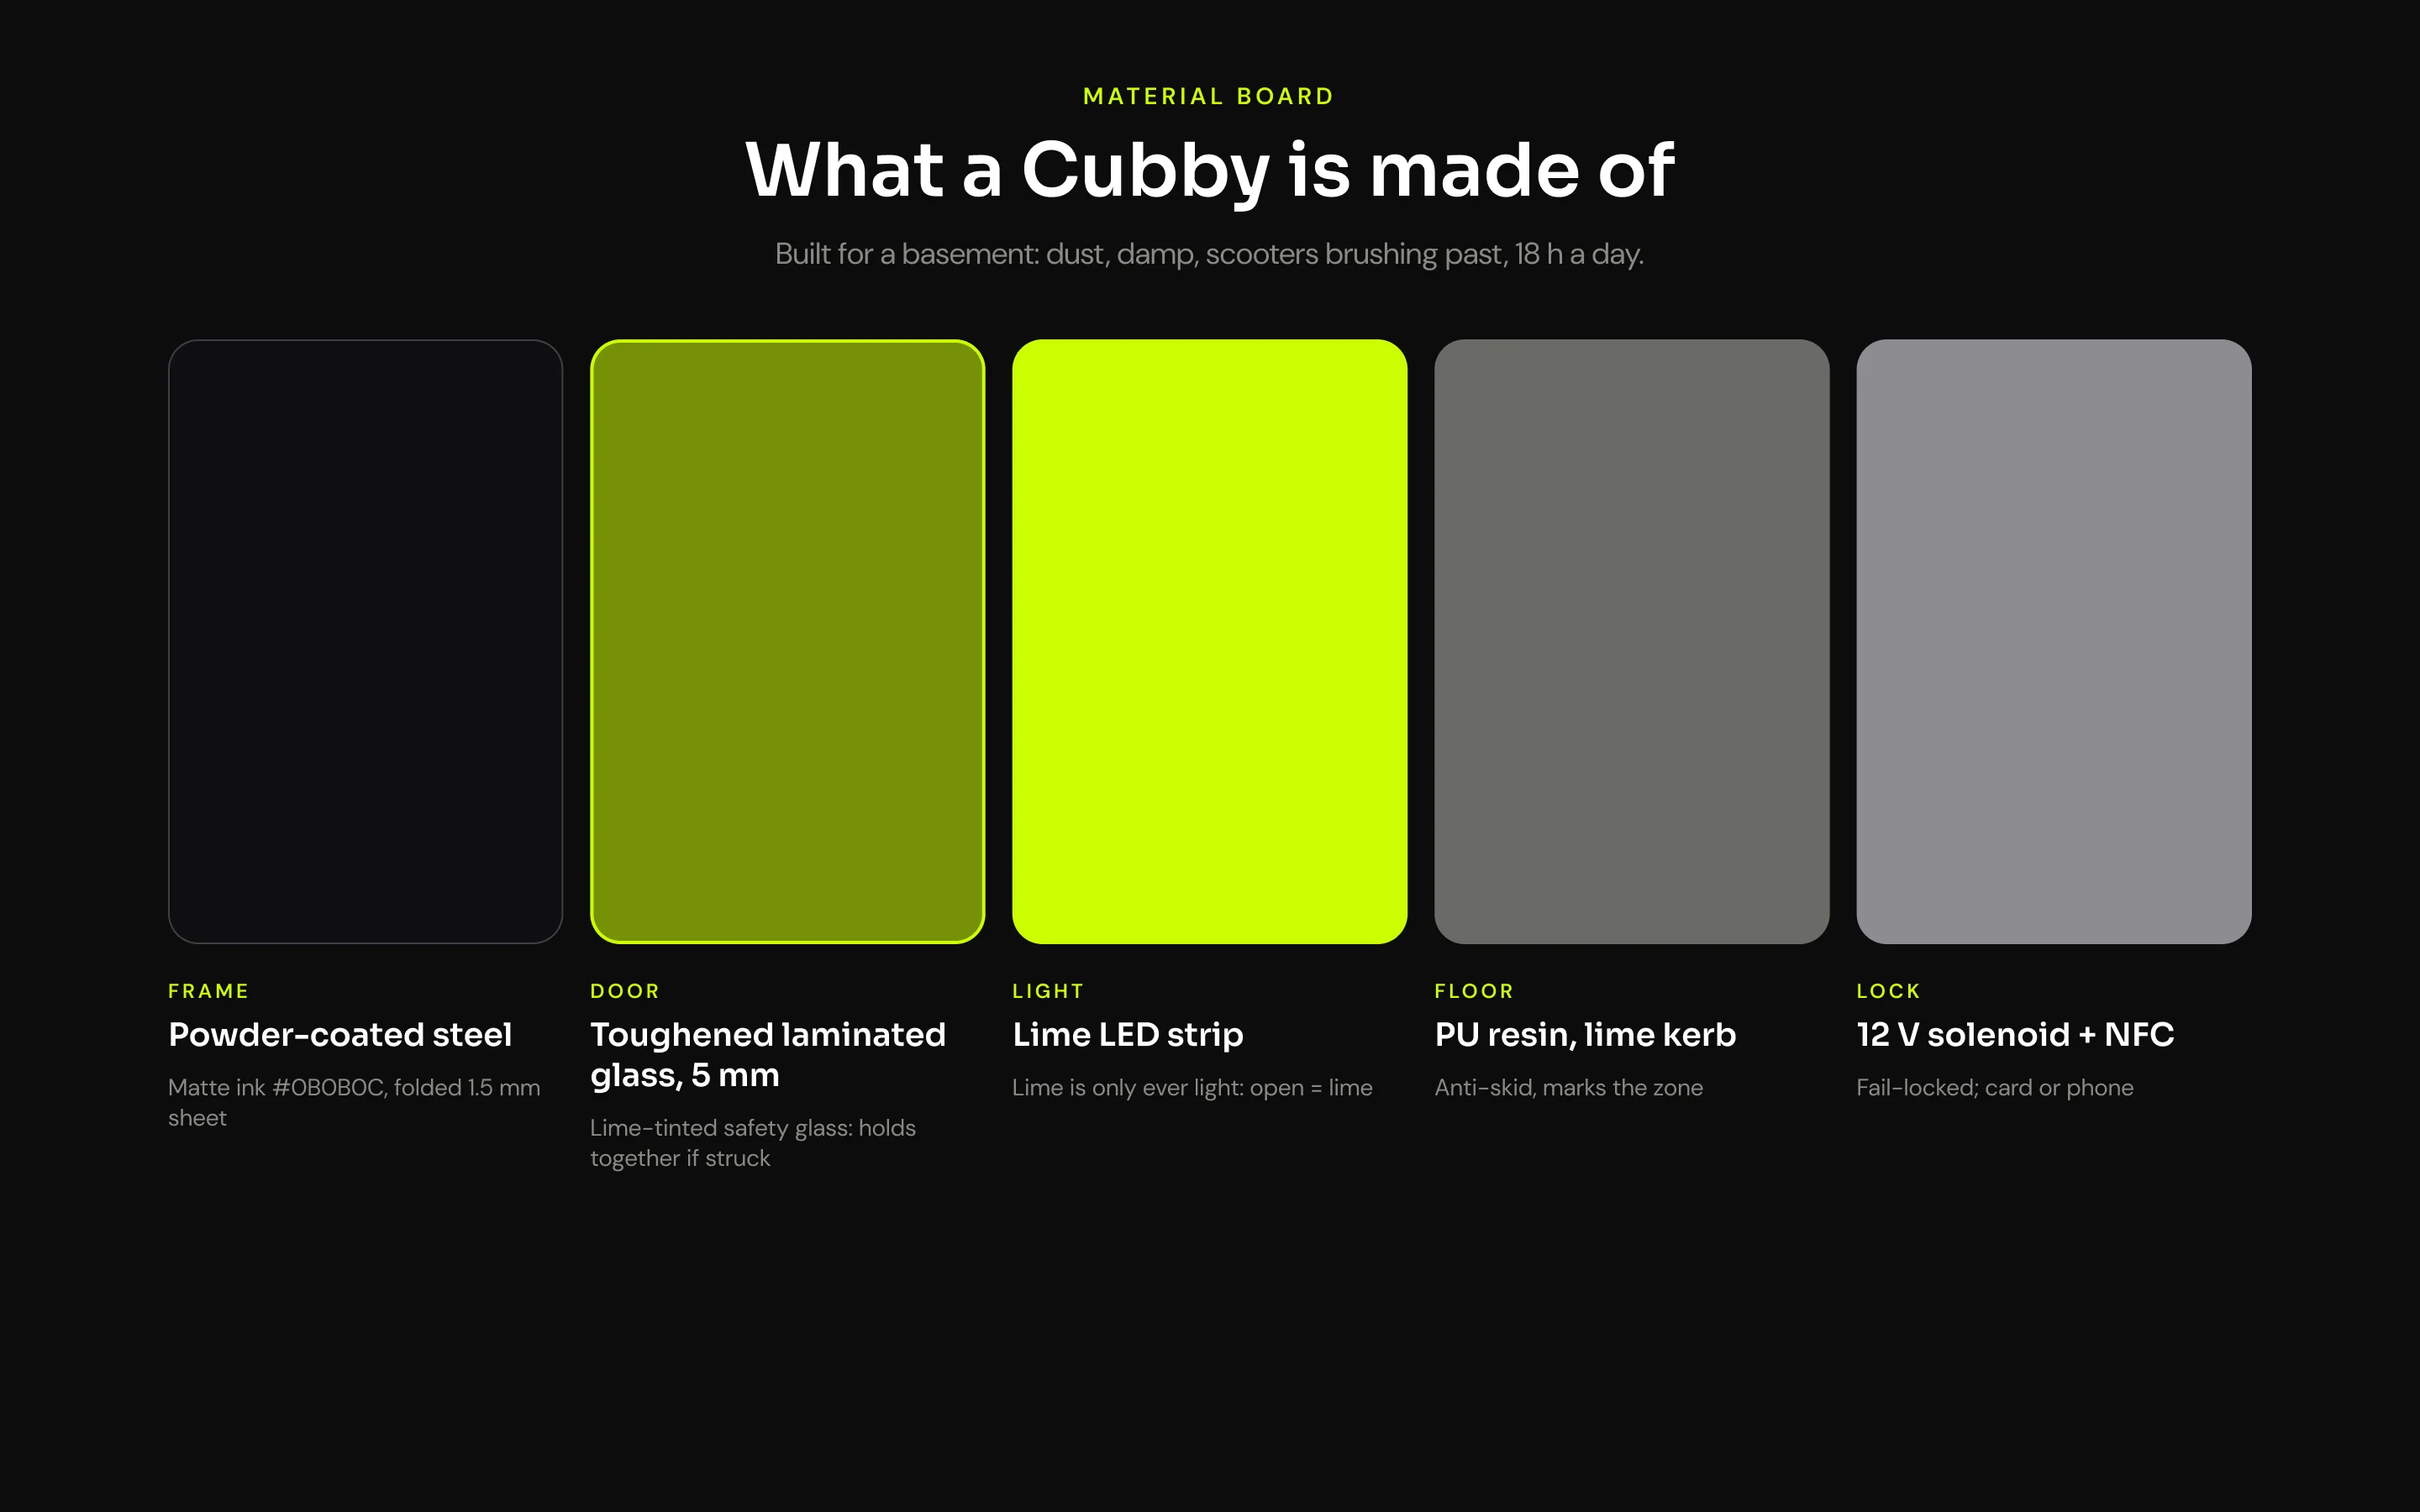 MATERIAL BOARD
What a Cubby is made of
Built for a basement: dust, damp, scooters brushing past, 18 h a day.
FRAME
Powder-coated steel
Matte ink #0B0B0C, folded 1.5 mm
sheet
DOOR
Toughened laminated
glass, 5 mm
Lime-tinted safety glass: holds
together if struck
LIGHT
Lime LED strip
Lime is only ever light: open = lime
FLOOR
PU resin, lime kerb
Anti-skid, marks the zone
LOCK
12 V solenoid + NFC
Fail-locked; card or phone